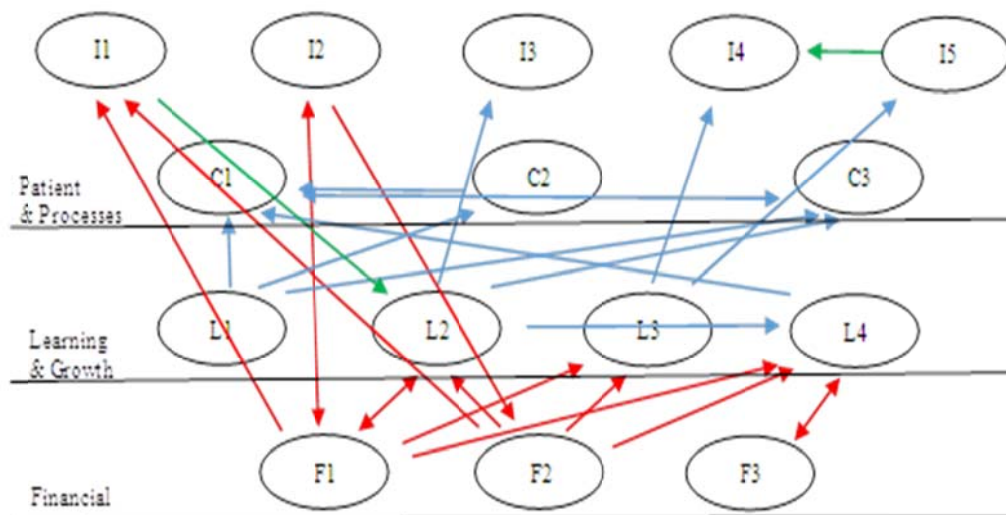 I1 I2 I3 I4 I5
C1 C2 C3
Patient
& Processes
L1 L2 L3 L4
Learning
& Growth
F1 F2 F3
Financial